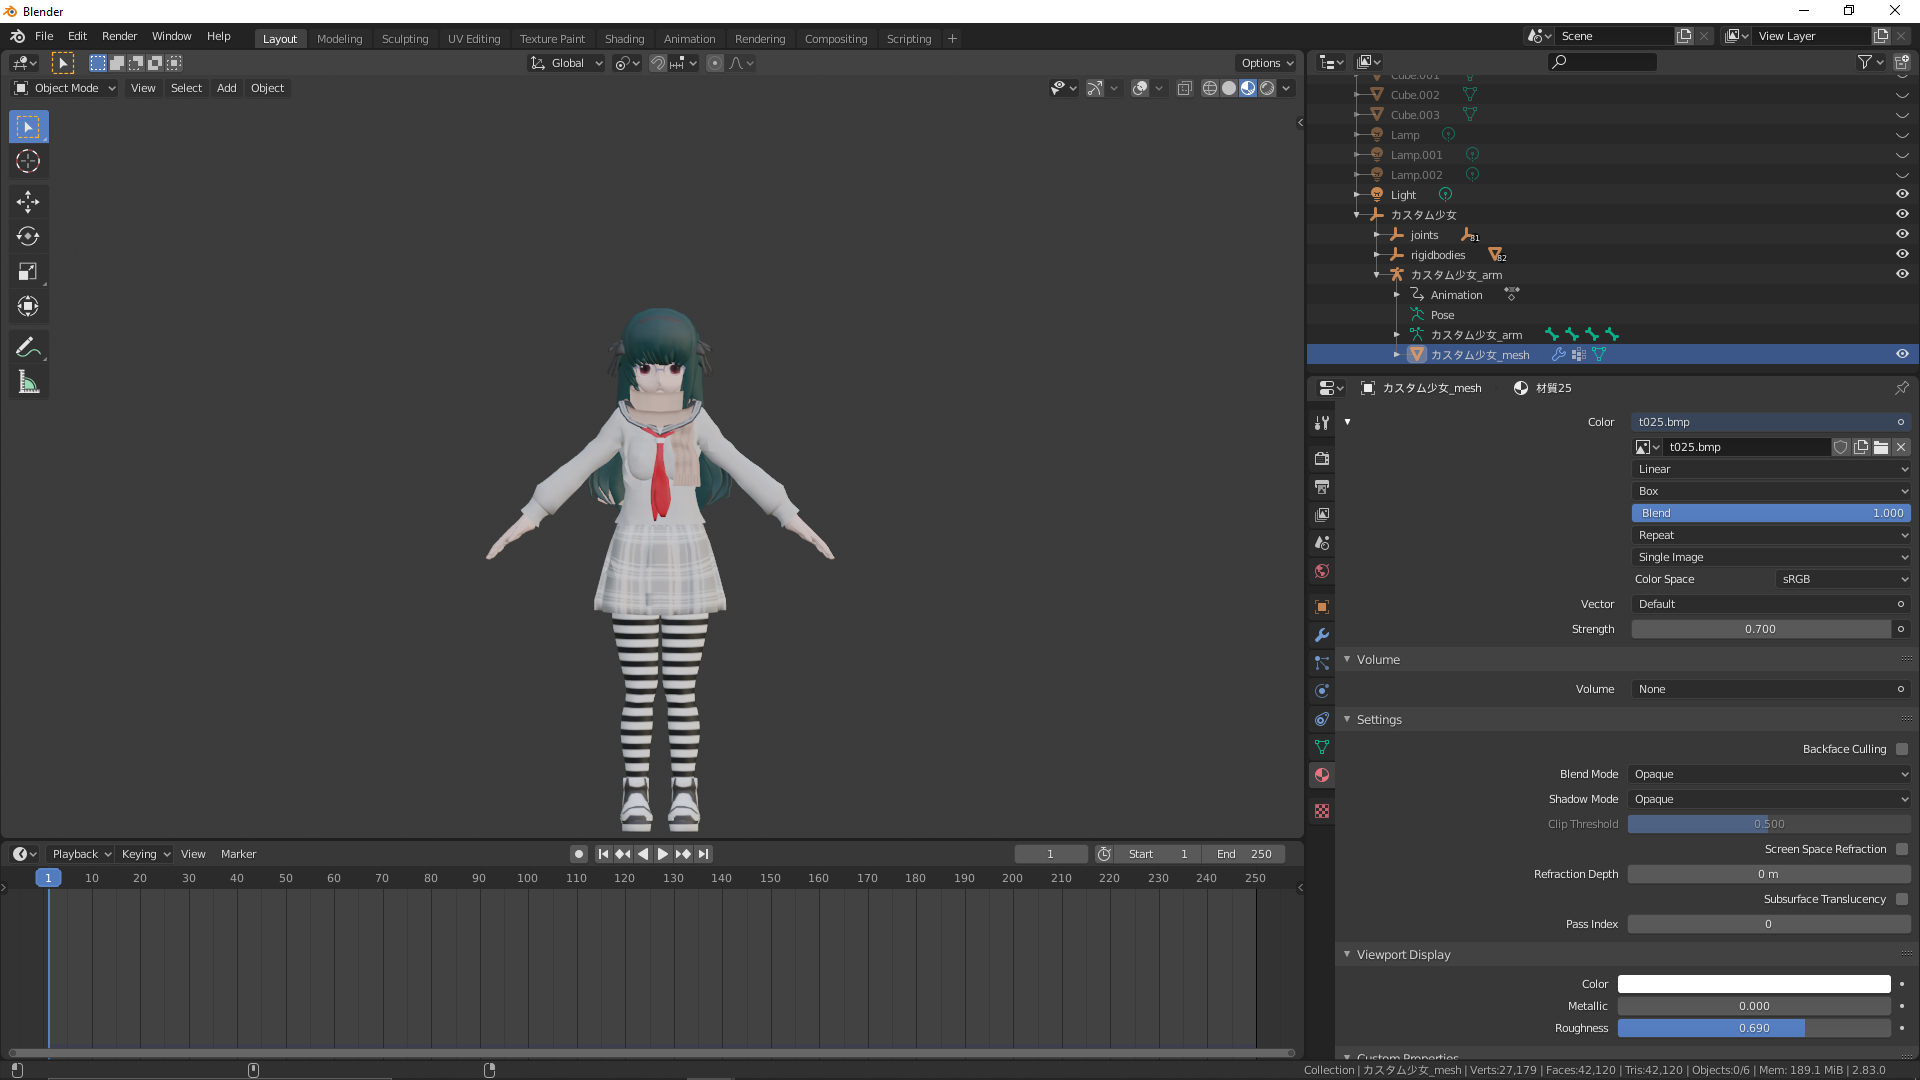 Blender
File Edit Render Window Help Layout Modeling Sculpting UV Editing Texture Paint Shading Animation Rendering Compositing Scripting + Scene View Layer
Global Options
Object Mode View Select Add Object
Cube.001
Cube.002
Cube.003
Lamp
Lamp.001
Lamp.002
Light
カスタム少女
joints 81
rigidbodies 82
カスタム少女_arm
Animation
Pose
カスタム少女_arm
カスタム少女_mesh
カスタム少女_mesh 材質25
Color t025.bmp
t025.bmp
Linear
Box
Blend 1.000
Repeat
Single Image
Color Space sRGB
Vector Default
Strength 0.700
Volume
Volume None
Settings
Backface Culling
Blend Mode Opaque
Shadow Mode Opaque
Clip Threshold 0.500
Screen Space Refraction
Refraction Depth 0 m
Subsurface Translucency
Pass Index 0
Viewport Display
Color
Metallic 0.000
Roughness 0.690
Custom Properties
Playback Keying View Marker 1 Start 1 End 250
1 10 20 30 40 50 60 70 80 90 100 110 120 130 140 150 160 170 180 190 200 210 220 230 240 250
Collection | カスタム少女_mesh | Verts:27,179 | Faces:42,120 | Tris:42,120 | Objects:0/6 | Mem: 189.1 MiB | 2.83.0